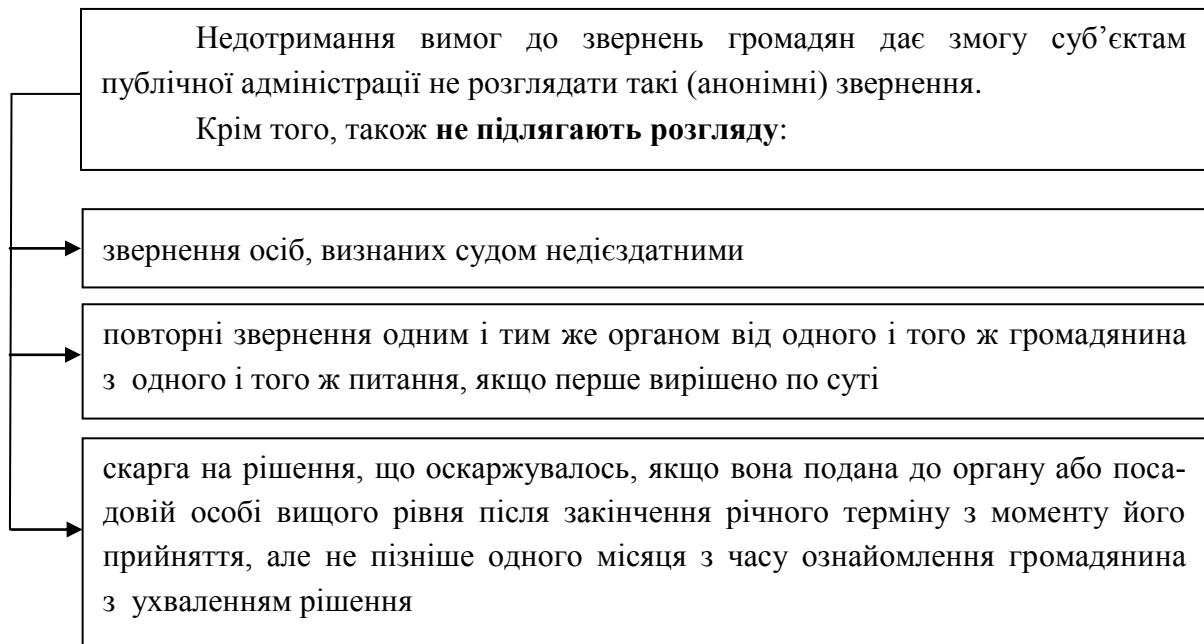 Недотримання вимог до звернень громадян дає змогу суб’єктам
публічної адміністрації не розглядати такі (анонімні) звернення.
Крім того, також не підлягають розгляду:
звернення осіб, визнаних судом недієздатними
повторні звернення одним і тим же органом від одного і того ж громадянина
з одного і того ж питання, якщо перше вирішено по суті
скарга на рішення, що оскаржувалось, якщо вона подана до органу або поса-
довій особі вищого рівня після закінчення річного терміну з моменту його
прийняття, але не пізніше одного місяця з часу ознайомлення громадянина
з ухваленням рішення